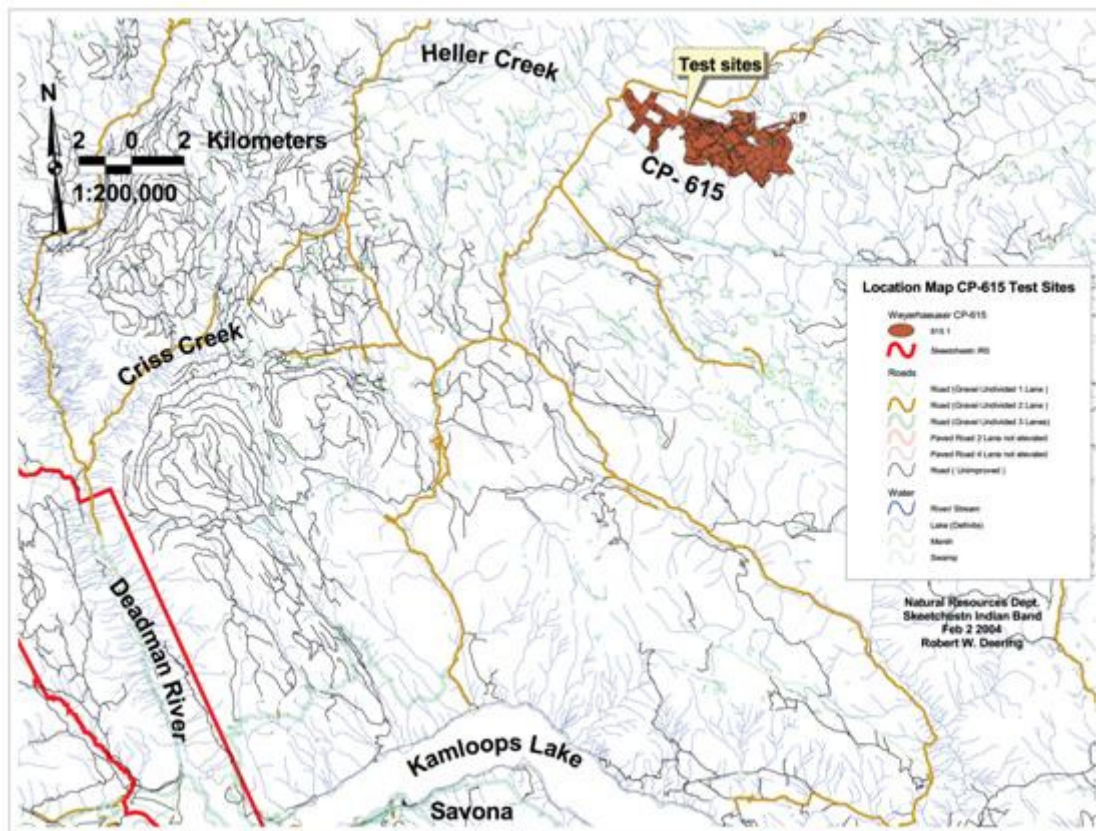 Heller Creek
Test sites
N
2 0 2 Kilometers
1:200,000
CP- 615
Criss Creek
Location Map CP-615 Test Sites
Weyerhaeuser CP-615
615.1
Skeetchestn IRS
Roads
Road (Gravel Undivided 1 Lane )
Road (Gravel Undivided 2 Lane )
Road (Gravel Undivided 3 Lanes)
Paved Road 2 Lane not elevated
Paved Road 4 Lane not elevated
Road ( Unimproved )
Water
River/ Stream
Lake (Definite)
Marsh
Swamp
Natural Resources Dept.
Skeetchestn Indian Band
Feb 2 2004
Robert W. Deering
Deadman River
Kamloops Lake
Savona